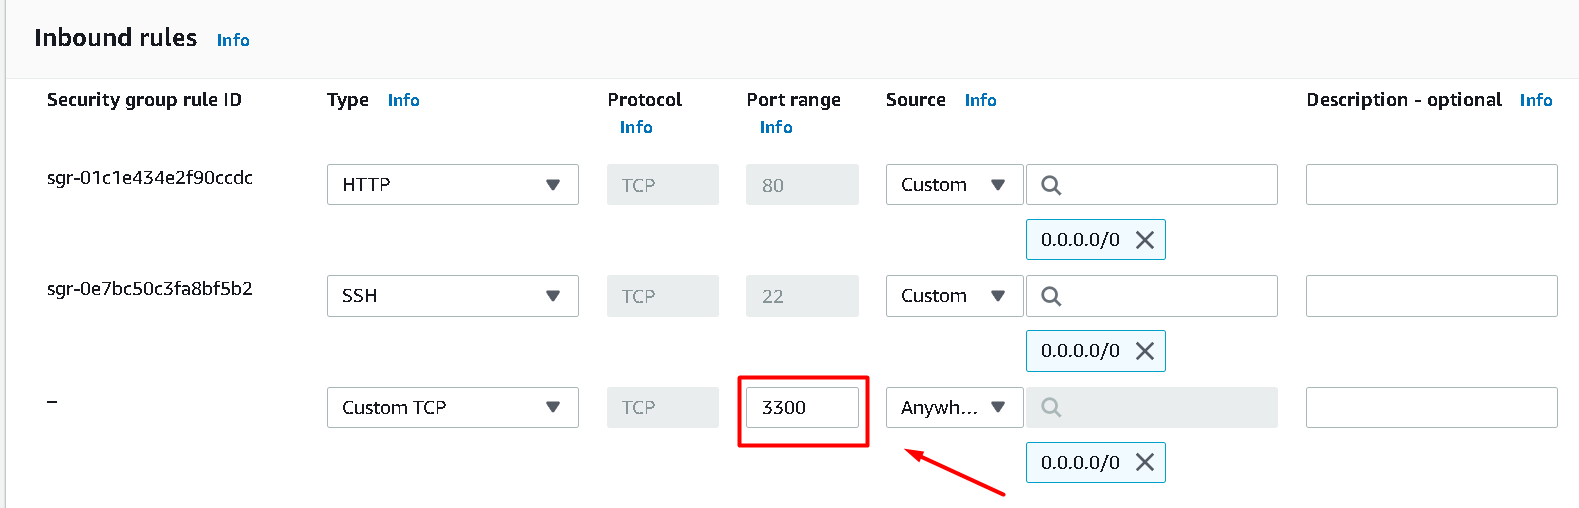 Inbound rules Info
Security group rule ID Type Info Protocol Info Port range Info Source Info Description - optional Info
sgr-01c1e434e2f90ccdc HTTP TCP 80 Custom
0.0.0.0/0
sgr-0e7bc50c3fa8bf5b2 SSH TCP 22 Custom
0.0.0.0/0
– Custom TCP TCP 3300 Anywh...
0.0.0.0/0